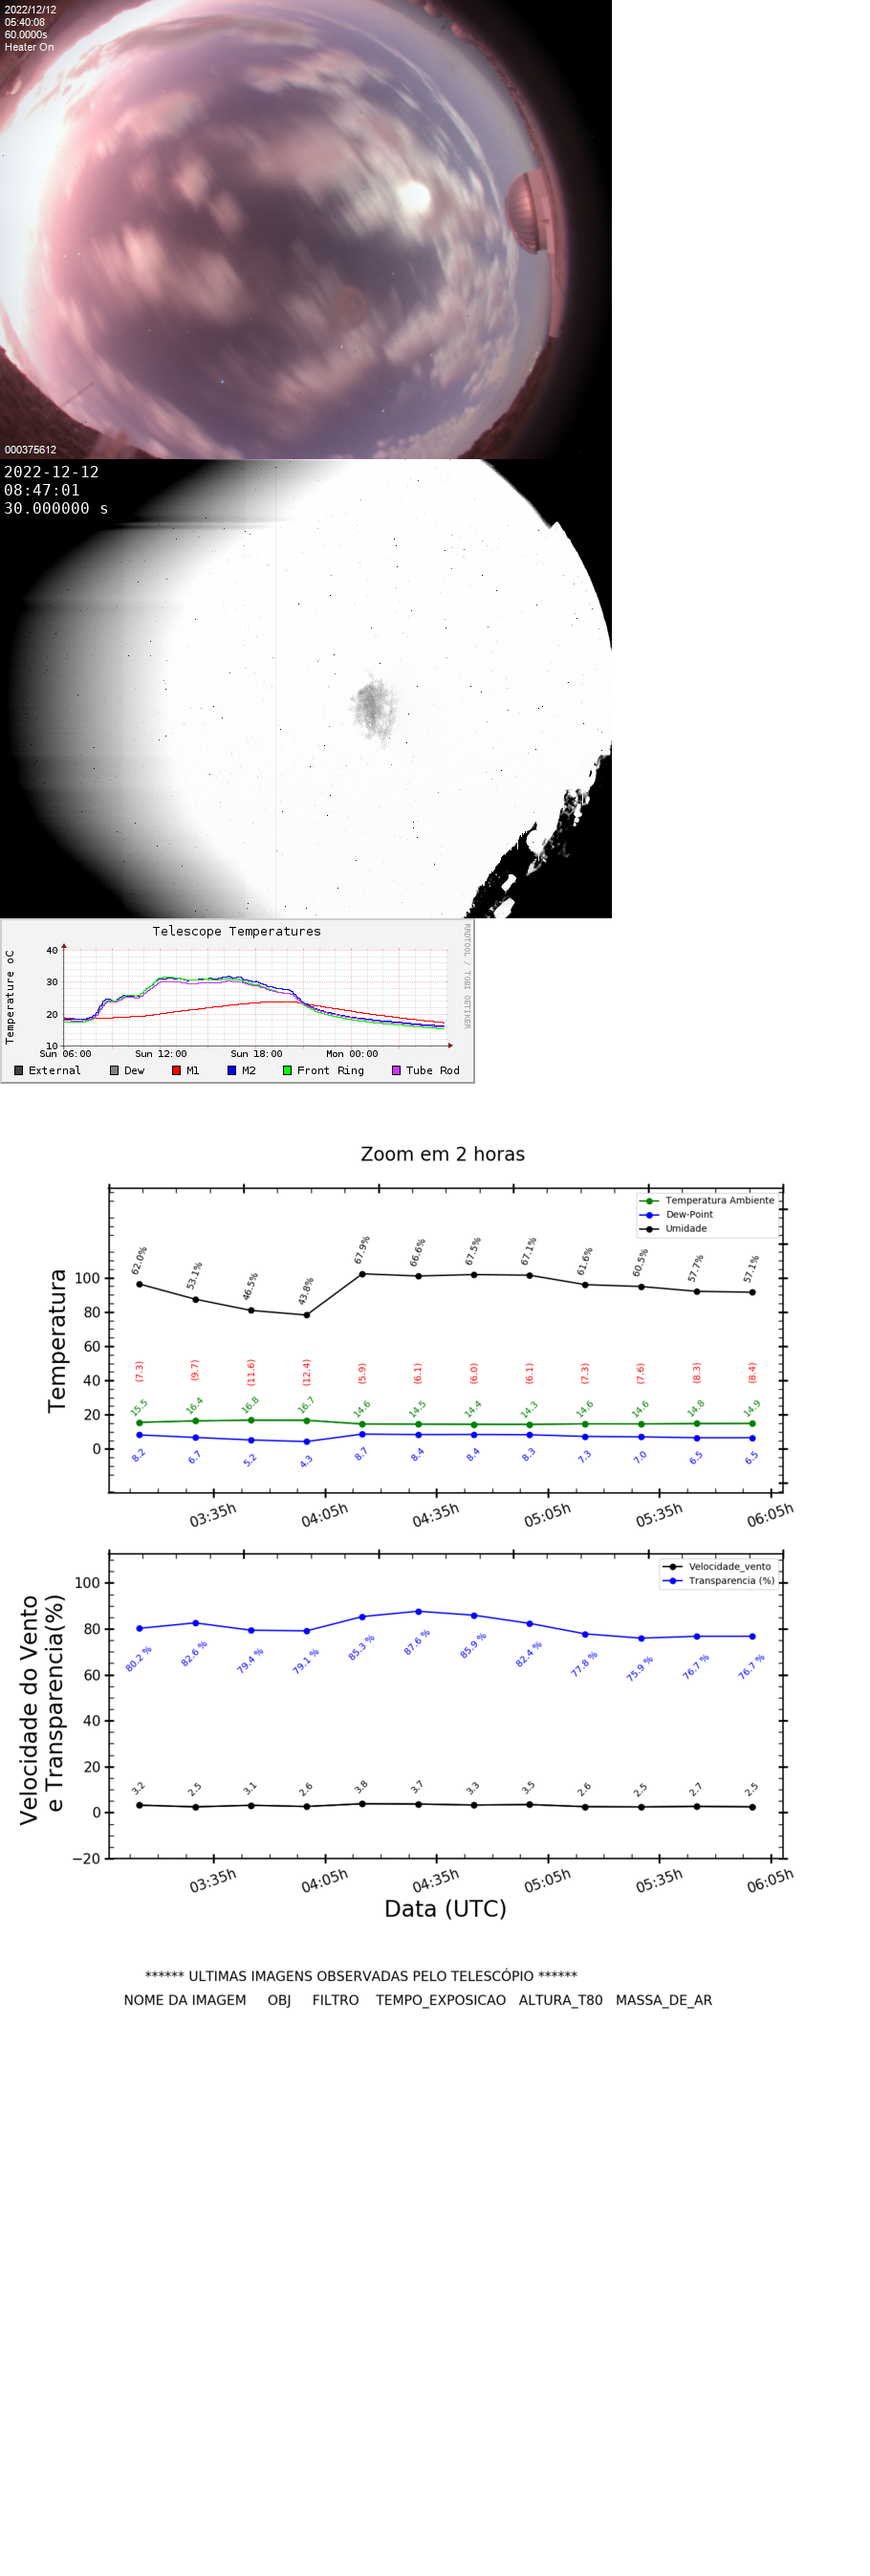 2022/12/12
05:40:08
60.0000s
Heater On
000375612
2022-12-12
08:47:01
30.000000 s
Telescope Temperatures
RRDTOOL / TOBI OETIKER
Temperature oC
40
30
20
10
Sun 06:00 Sun 12:00 Sun 18:00 Mon 00:00
External Dew M1 M2 Front Ring Tube Rod
Zoom em 2 horas
Temperatura Ambiente
Dew-Point
Umidade
Temperatura
100
80
60
40
20
0
62.0% 53.1% 46.5% 43.8% 67.9% 66.6% 67.5% 67.1% 61.6% 60.5% 57.7% 57.1%
(7.3) (9.7) (11.6) (12.4) (5.9) (6.1) (6.0) (6.1) (7.3) (7.6) (8.3) (8.4)
15.5 16.4 16.8 16.7 14.6 14.5 14.4 14.3 14.6 14.6 14.8 14.9
8.2 6.7 5.2 4.3 8.7 8.4 8.4 8.3 7.3 7.0 6.5 6.5
03:35h 04:05h 04:35h 05:05h 05:35h 06:05h
Velocidade_vento
Transparencia (%)
Velocidade do Vento
e Transparencia(%)
100
80
60
40
20
0
−20
80.2 % 82.6 % 79.4 % 79.1 % 85.3 % 87.6 % 85.9 % 82.4 % 77.8 % 75.9 % 76.7 % 76.7 %
3.2 2.5 3.1 2.6 3.8 3.7 3.3 3.5 2.6 2.5 2.7 2.5
03:35h 04:05h 04:35h 05:05h 05:35h 06:05h
Data (UTC)
****** ULTIMAS IMAGENS OBSERVADAS PELO TELESCÓPIO ******
NOME DA IMAGEM OBJ FILTRO TEMPO_EXPOSICAO ALTURA_T80 MASSA_DE_AR